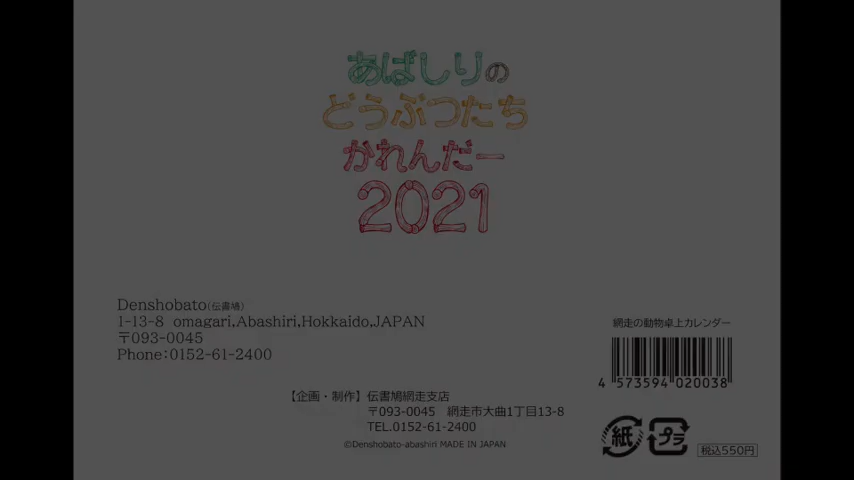 あばしりの
どうぶつたち
かれんだー
2021
Denshobato(伝書鳩)
1-13-8 omagari,Abashiri,Hokkaido,JAPAN
〒093-0045
Phone:0152-61-2400
網走の動物卓上カレンダー
4 573594 020038
【企画・制作】伝書鳩網走支店
〒093-0045 網走市大曲1丁目13-8
TEL.0152-61-2400
©Denshobato-abashiri MADE IN JAPAN
紙
プラ
税込550円